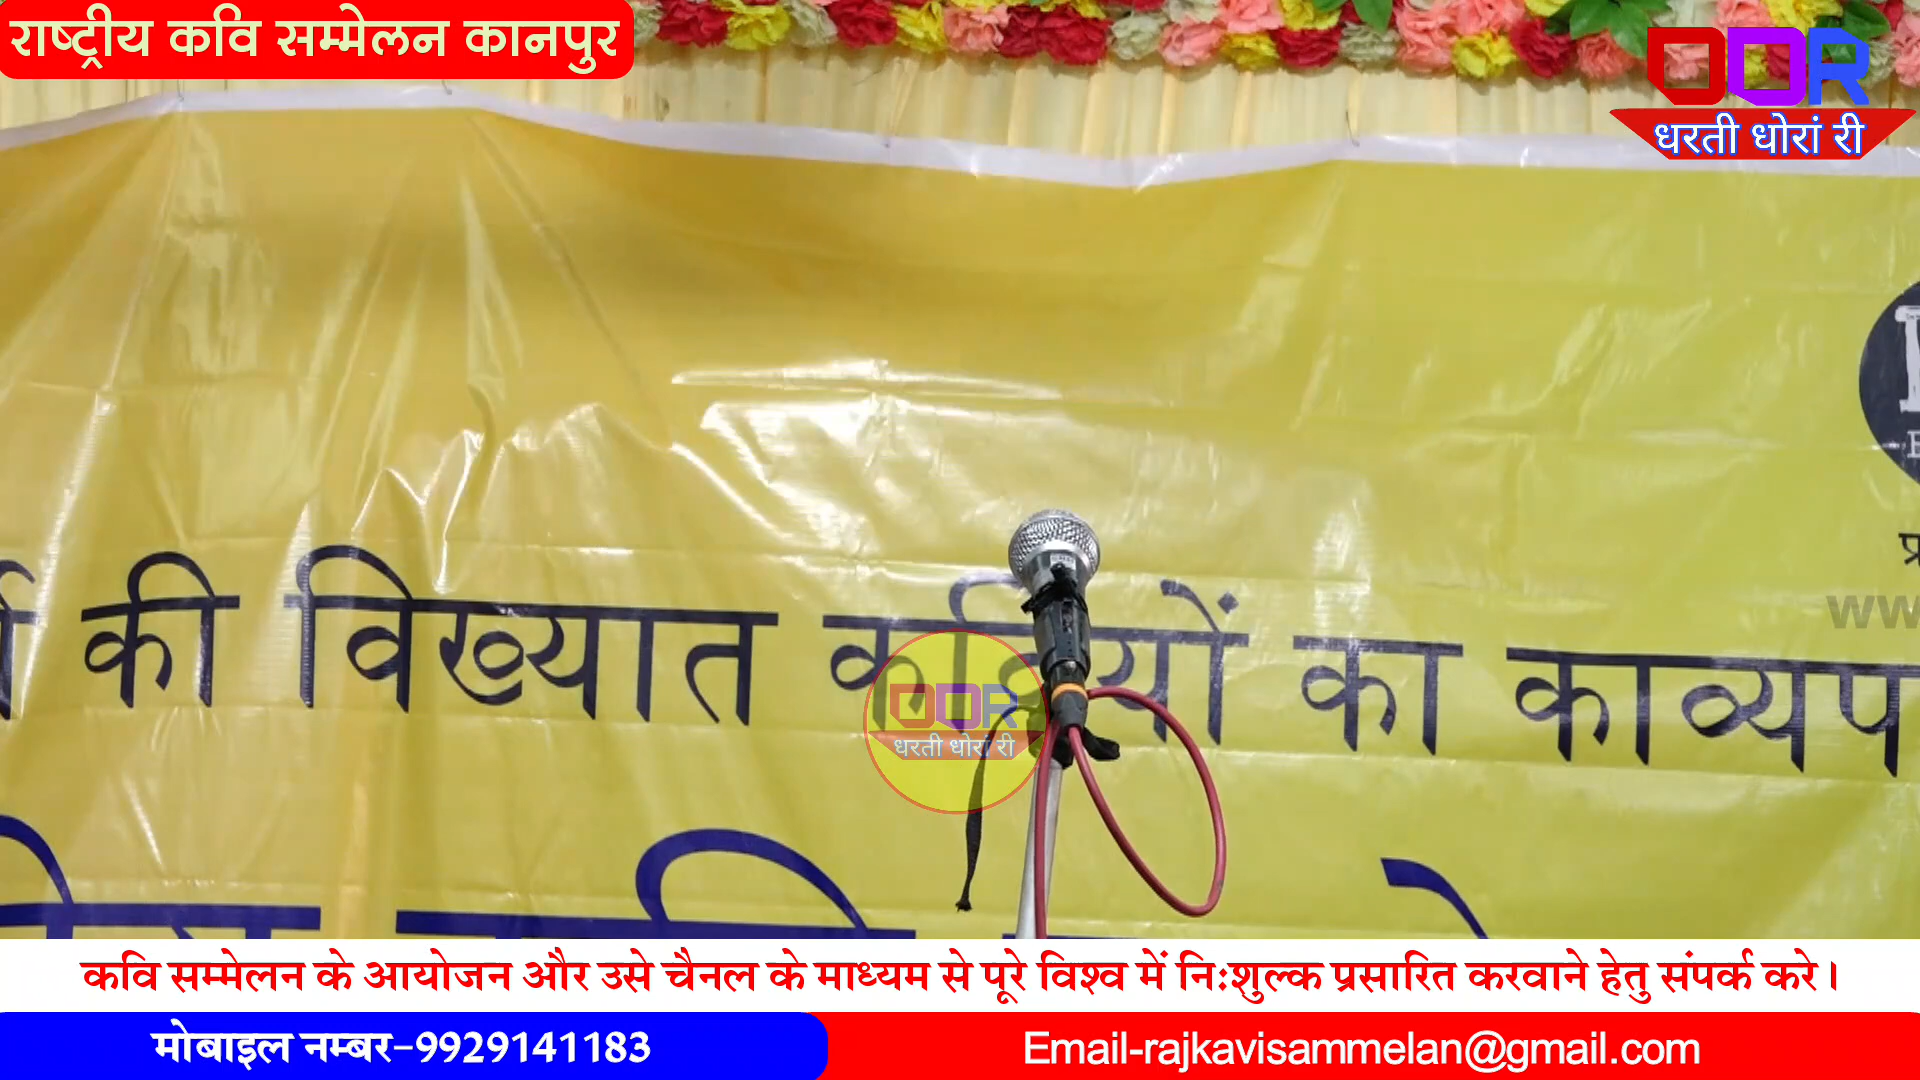 राष्ट्रीय कवि सम्मेलन कानपुर
DDR
धरती धोरां री
की विख्यात कवियों का काव्यप
DDR
धरती धोरां री
कवि सम्मेलन के आयोजन और उसे चैनल के माध्यम से पूरे विश्व में निःशुल्क प्रसारित करवाने हेतु संपर्क करे।
मोबाइल नम्बर-9929141183
Email-rajkavisammelan@gmail.com